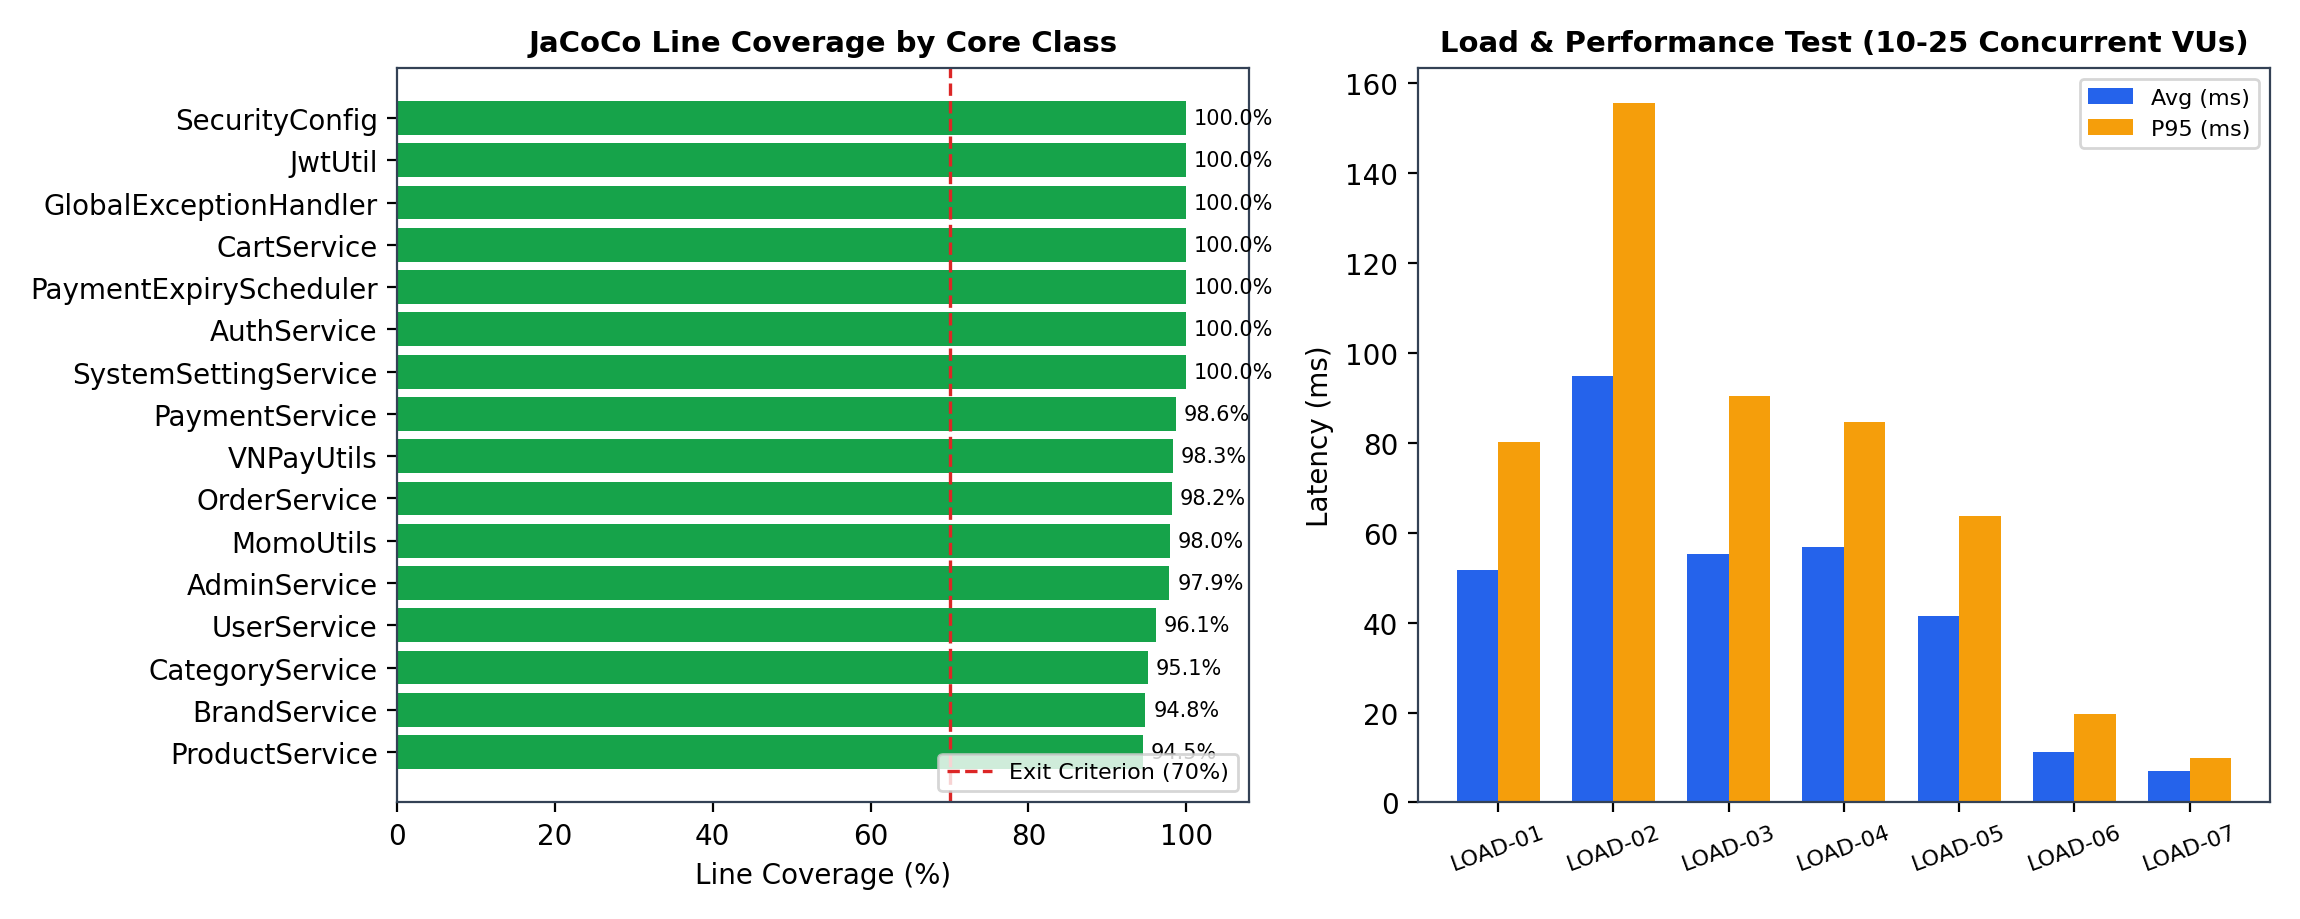 JaCoCo Line Coverage by Core Class
SecurityConfig 100.0%
JwtUtil 100.0%
GlobalExceptionHandler 100.0%
CartService 100.0%
PaymentExpiryScheduler 100.0%
AuthService 100.0%
SystemSettingService 100.0%
PaymentService 98.6%
VNPayUtils 98.3%
OrderService 98.2%
MomoUtils 98.0%
AdminService 97.9%
UserService 96.1%
CategoryService 95.1%
BrandService 94.8%
ProductService 94.5%
Exit Criterion (70%)
0 20 40 60 80 100
Line Coverage (%)
Load & Performance Test (10-25 Concurrent VUs)
Avg (ms)
P95 (ms)
Latency (ms)
160
140
120
100
80
60
40
20
0
LOAD-01 LOAD-02 LOAD-03 LOAD-04 LOAD-05 LOAD-06 LOAD-07